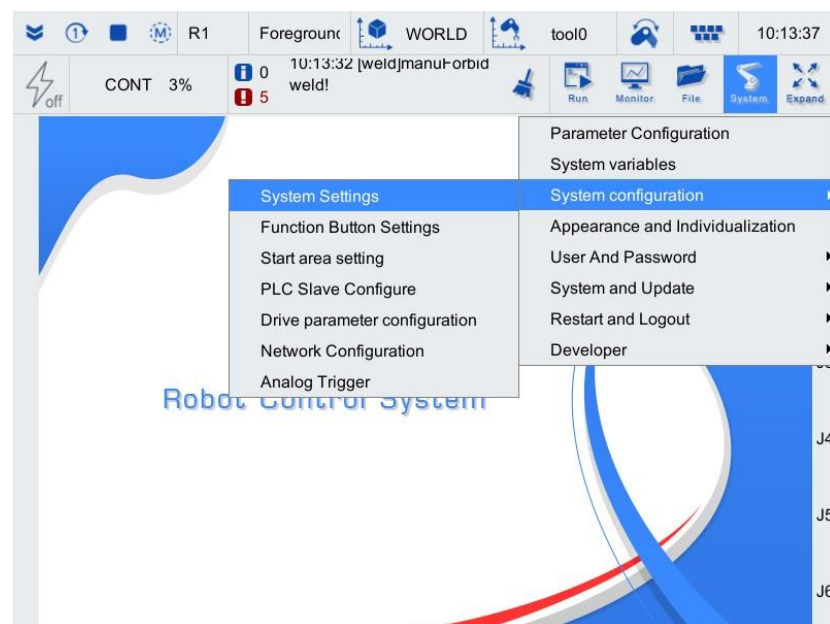 R1
Foreground
WORLD
tool0
10:13:37
off
CONT 3%
0
5
10:13:32 [weld]manuForbid
weld!
Run
Monitor
File
System
Expand
Parameter Configuration
System variables
System configuration
Appearance and Individualization
User And Password
System and Update
Restart and Logout
Developer
System Settings
Function Button Settings
Start area setting
PLC Slave Configure
Drive parameter configuration
Network Configuration
Analog Trigger
Robot Control System
J4
J5
J6